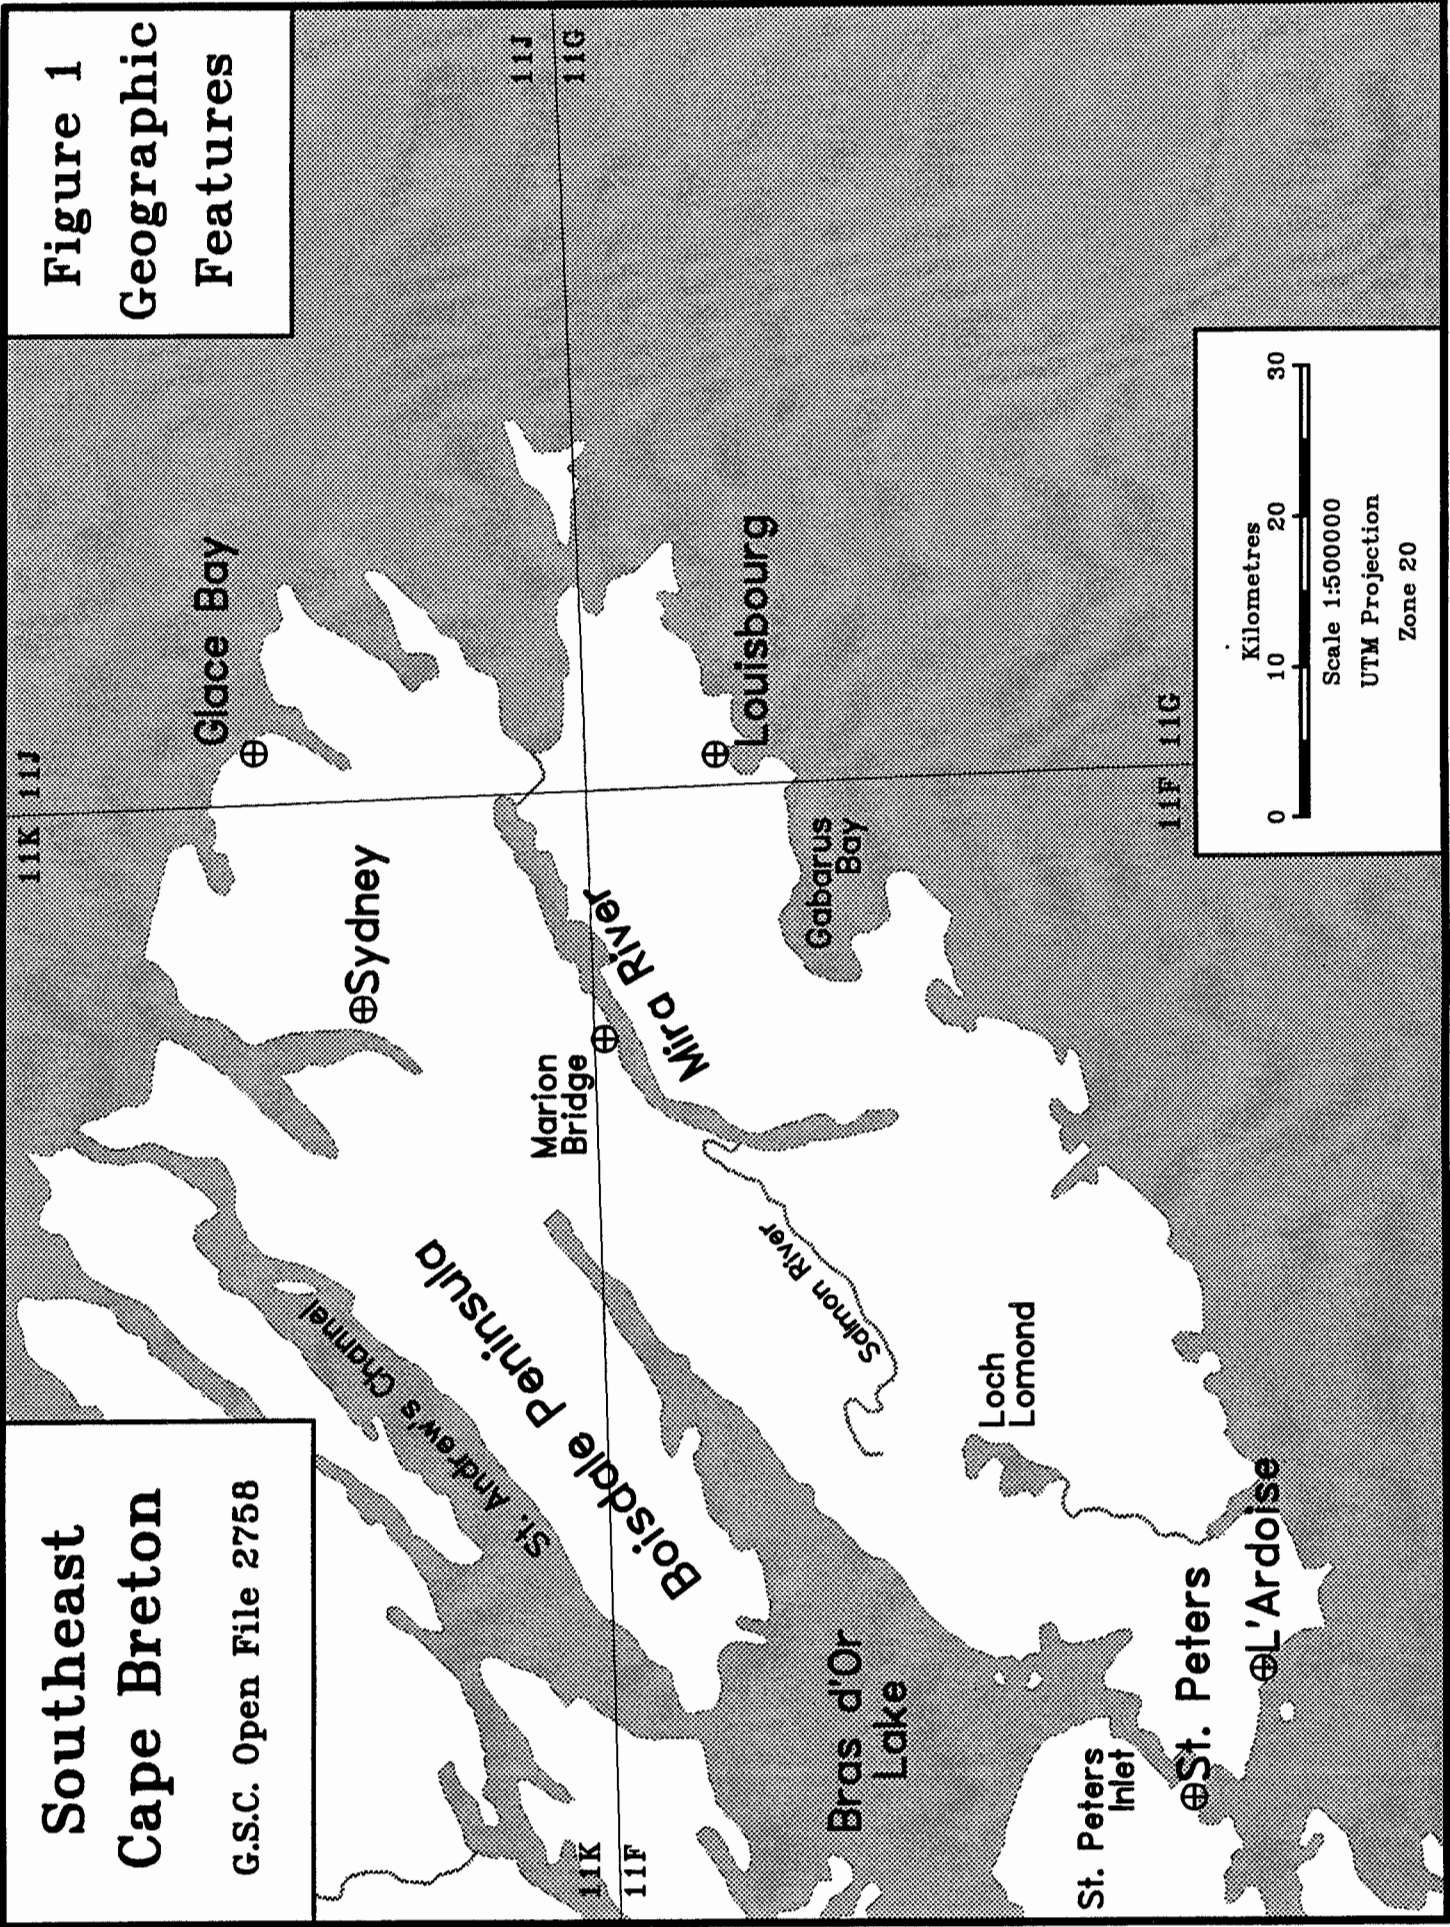 Southeast
Cape Breton
G.S.C. Open File 2758
Figure 1
Geographic
Features
11K 11J
Glace Bay
Sydney
11J
11G
St. Andrew's Channel
Boisdale Peninsula
Marion
Bridge
Mira River
Louisbourg
11K
11F
Salmon River
Gabarus
Bay
Bras d'Or
Lake
Loch
Lomond
St. Peters
Inlet
St. Peters
L'Ardoise
11F 11G
Kilometres
0 10 20 30
Scale 1:500000
UTM Projection
Zone 20